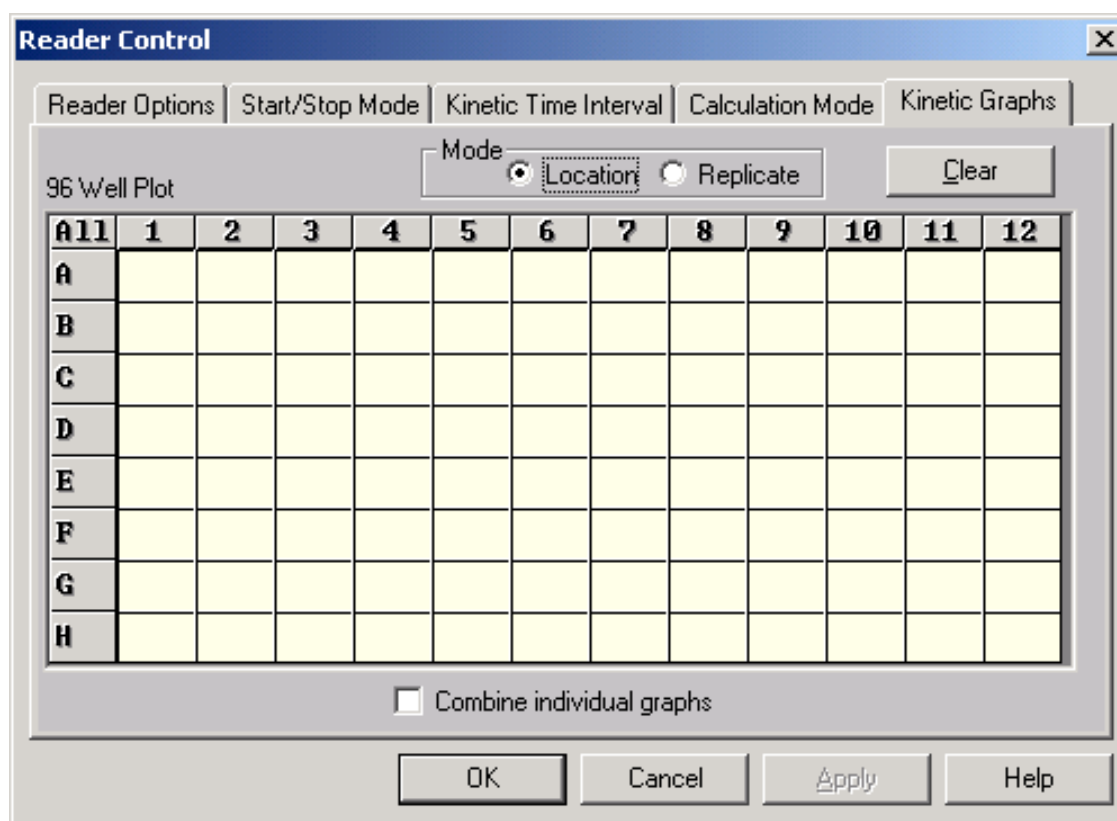 Reader Control
Reader Options Start/Stop Mode Kinetic Time Interval Calculation Mode Kinetic Graphs
Mode
Location Replicate Clear
96 Well Plot
All 1 2 3 4 5 6 7 8 9 10 11 12
A
B
C
D
E
F
G
H
Combine individual graphs
OK Cancel Apply Help